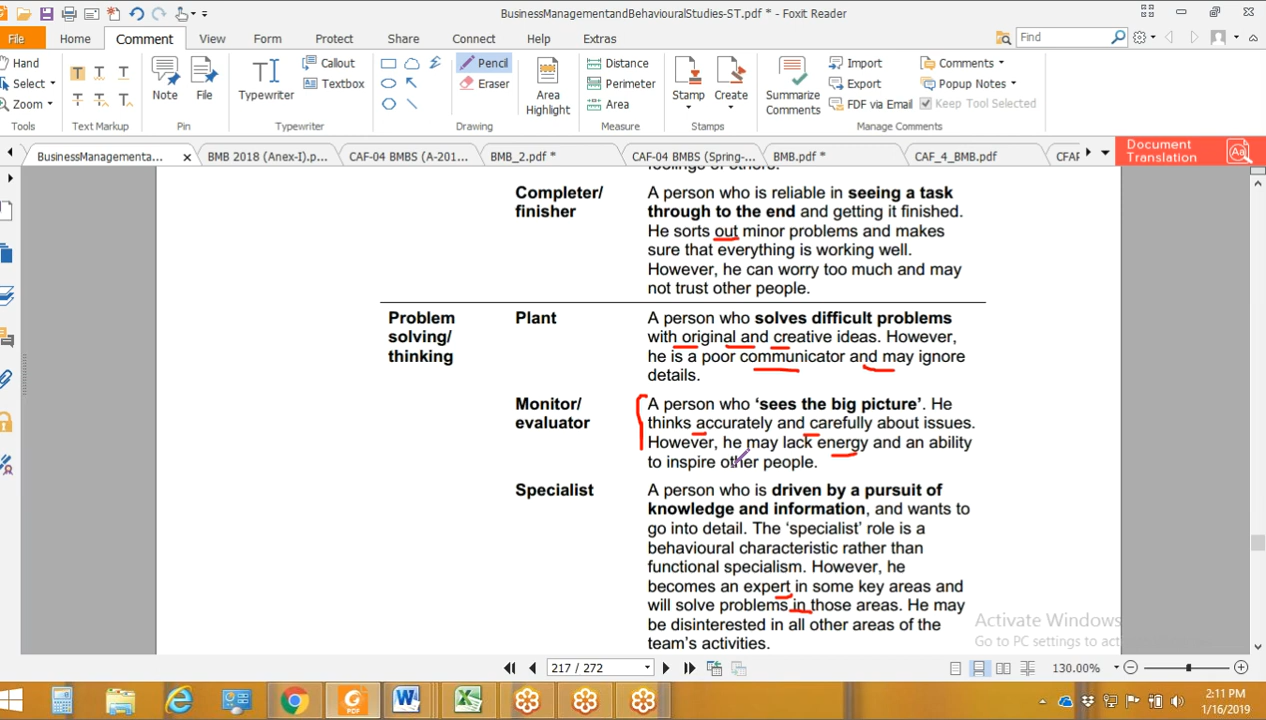 BusinessManagementandBehaviouralStudies-ST.pdf * - Foxit Reader
File Home Comment View Form Protect Share Connect Help Extras Find
Hand Select Zoom Tools
Text Markup
Note File Pin
Typewriter Callout Textbox Typewriter
Pencil Eraser Area Highlight Drawing
Distance Perimeter Area Measure
Stamp Create Stamps
Summarize Comments Import Export FDF via Email Comments Popup Notes Keep Tool Selected Manage Comments
BusinessManagementa... BMB 2018 (Anex-I).p... CAF-04 BMBS (A-201... BMB_2.pdf * CAF-04 BMBS (Spring-... BMB.pdf * CAF_4_BMB.pdf CFAF Document Translation
feelings of others.
Completer/ A person who is reliable in seeing a task
finisher through to the end and getting it finished.
He sorts out minor problems and makes
sure that everything is working well.
However, he can worry too much and may
not trust other people.
Problem Plant A person who solves difficult problems
solving/ with original and creative ideas. However,
thinking he is a poor communicator and may ignore
details.
Monitor/ A person who ‘sees the big picture’. He
evaluator thinks accurately and carefully about issues.
However, he may lack energy and an ability
to inspire other people.
Specialist A person who is driven by a pursuit of
knowledge and information, and wants to
go into detail. The ‘specialist’ role is a
behavioural characteristic rather than
functional specialism. However, he
becomes an expert in some key areas and
will solve problems in those areas. He may
be disinterested in all other areas of the
team’s activities.
Activate Windows
Go to PC settings to act
217 / 272 130.00%
2:11 PM
1/16/2019